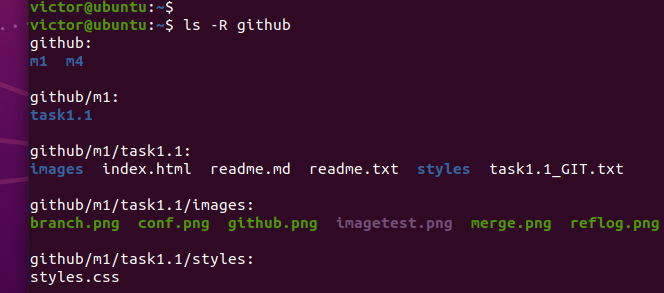 victor@ubuntu:~$
victor@ubuntu:~$ ls -R github
github:
m1  m4
github/m1:
task1.1
github/m1/task1.1:
images  index.html  readme.md  readme.txt  styles  task1.1_GIT.txt
github/m1/task1.1/images:
branch.png  conf.png  github.png  imagetest.png  merge.png  reflog.png
github/m1/task1.1/styles:
styles.css